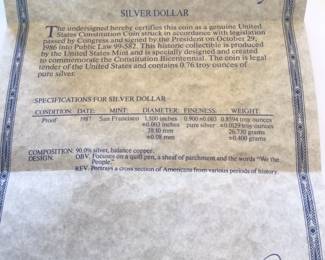 SILVER DOLLAR
The undersigned hereby certifies this coin as a genuine United
States Constitution Coin struck in accordance with legislation
passed by Congress and signed by the President on October 29,
1986 into Public Law 99-582. This historic collectible is produced
by the United States Mint and is specially designed and created
to commemorate the Constitution Bicentennial. The coin is legal
tender of the United States and contains 0.76 troy ounces of
pure silver.
SPECIFICATIONS FOR SILVER DOLLAR
CONDITION: DATE: MINT: DIAMETER: FINENESS: WEIGHT:
Proof 1987 San Francisco 1.500 inches 0.900 ±0.003 0.8594 troy ounces
±0.003 inches pure silver ±0.0129 troy ounces
38.10 mm 26.730 grams
±0.08 mm ±0.400 grams
COMPOSITION: 90.0% silver, balance copper.
DESIGN: OBV. Focuses on a quill pen, a sheaf of parchment and the words "We the
People."
REV. Portrays a cross section of Americans from various periods of history.